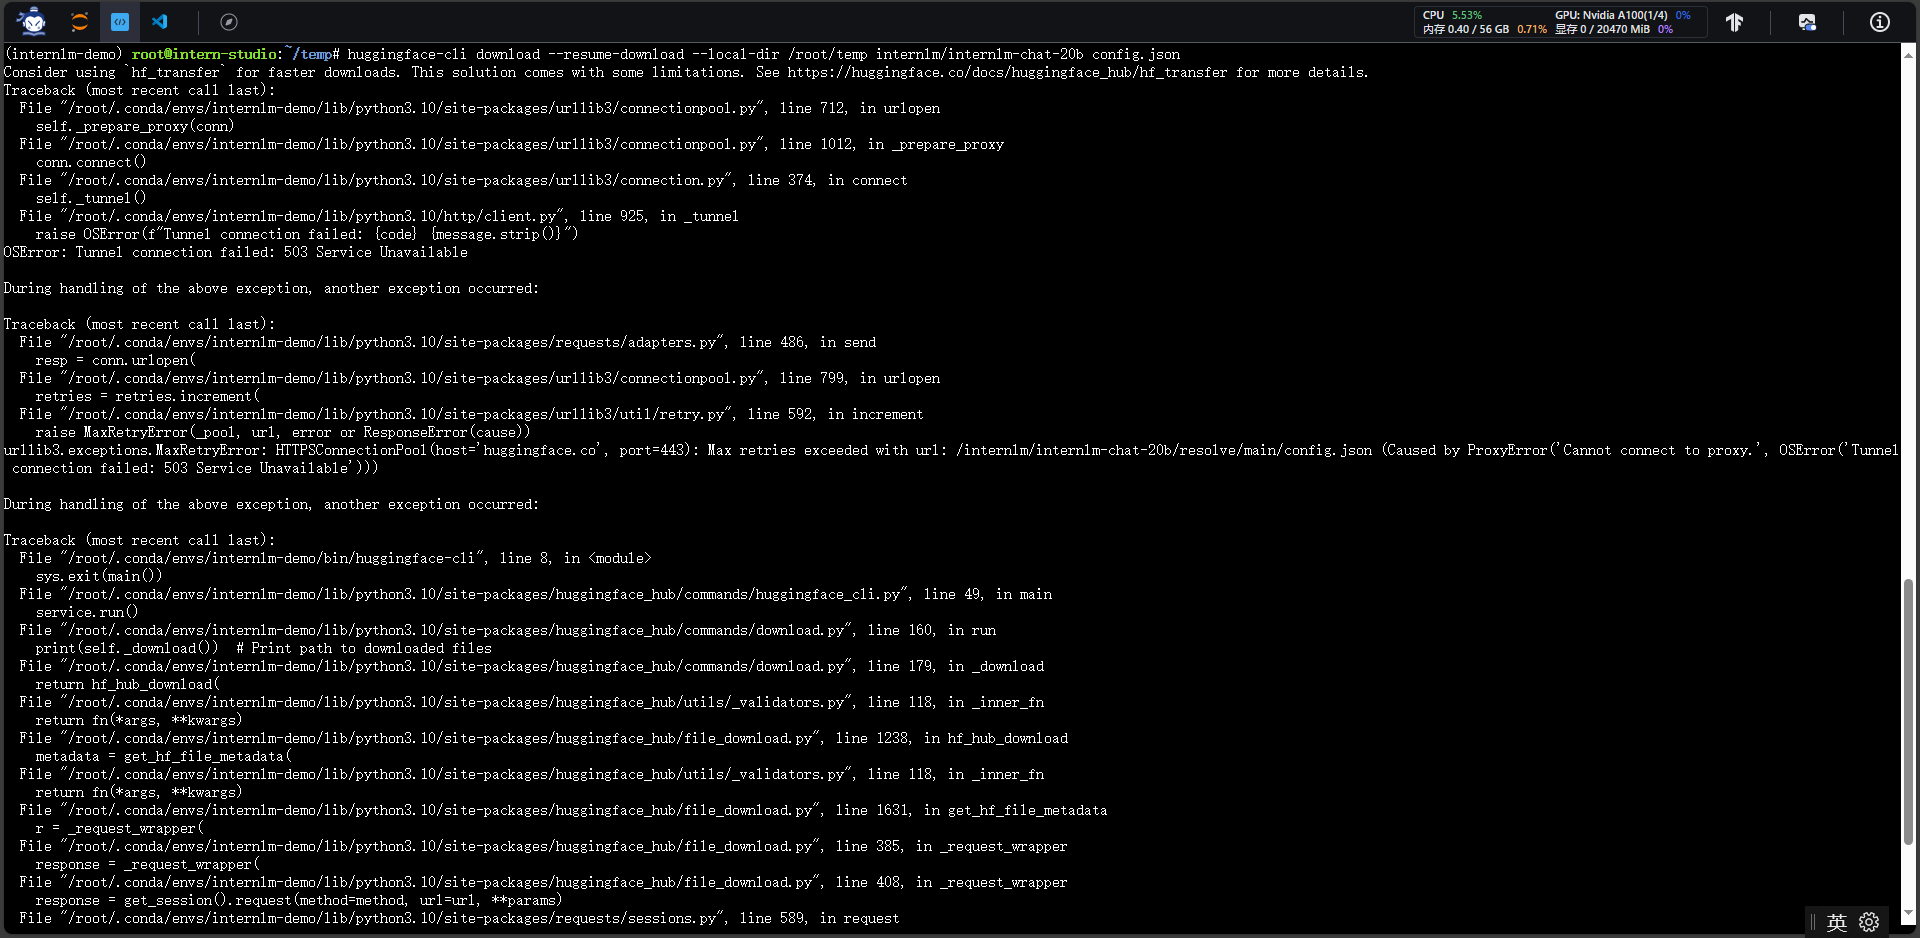 CPU 5.53% GPU: Nvidia A100(1/4) 0%
内存 0.40 / 56 GB 0.71% 显存 0 / 20470 MiB 0%
(internlm-demo) root@intern-studio:~/temp# huggingface-cli download --resume-download --local-dir /root/temp internlm/internlm-chat-20b config.json
Consider using `hf_transfer` for faster downloads. This solution comes with some limitations. See https://huggingface.co/docs/huggingface_hub/hf_transfer for more details.
Traceback (most recent call last):
  File "/root/.conda/envs/internlm-demo/lib/python3.10/site-packages/urllib3/connectionpool.py", line 712, in urlopen
    self._prepare_proxy(conn)
  File "/root/.conda/envs/internlm-demo/lib/python3.10/site-packages/urllib3/connectionpool.py", line 1012, in _prepare_proxy
    conn.connect()
  File "/root/.conda/envs/internlm-demo/lib/python3.10/site-packages/urllib3/connection.py", line 374, in connect
    self._tunnel()
  File "/root/.conda/envs/internlm-demo/lib/python3.10/http/client.py", line 925, in _tunnel
    raise OSError(f"Tunnel connection failed: {code} {message.strip()}")
OSError: Tunnel connection failed: 503 Service Unavailable
During handling of the above exception, another exception occurred:
Traceback (most recent call last):
  File "/root/.conda/envs/internlm-demo/lib/python3.10/site-packages/requests/adapters.py", line 486, in send
    resp = conn.urlopen(
  File "/root/.conda/envs/internlm-demo/lib/python3.10/site-packages/urllib3/connectionpool.py", line 799, in urlopen
    retries = retries.increment(
  File "/root/.conda/envs/internlm-demo/lib/python3.10/site-packages/urllib3/util/retry.py", line 592, in increment
    raise MaxRetryError(_pool, url, error or ResponseError(cause))
urllib3.exceptions.MaxRetryError: HTTPSConnectionPool(host='huggingface.co', port=443): Max retries exceeded with url: /internlm/internlm-chat-20b/resolve/main/config.json (Caused by ProxyError('Cannot connect to proxy.', OSError('Tunnel
 connection failed: 503 Service Unavailable')))
During handling of the above exception, another exception occurred:
Traceback (most recent call last):
  File "/root/.conda/envs/internlm-demo/bin/huggingface-cli", line 8, in <module>
    sys.exit(main())
  File "/root/.conda/envs/internlm-demo/lib/python3.10/site-packages/huggingface_hub/commands/huggingface_cli.py", line 49, in main
    service.run()
  File "/root/.conda/envs/internlm-demo/lib/python3.10/site-packages/huggingface_hub/commands/download.py", line 160, in run
    print(self._download())  # Print path to downloaded files
  File "/root/.conda/envs/internlm-demo/lib/python3.10/site-packages/huggingface_hub/commands/download.py", line 179, in _download
    return hf_hub_download(
  File "/root/.conda/envs/internlm-demo/lib/python3.10/site-packages/huggingface_hub/utils/_validators.py", line 118, in _inner_fn
    return fn(*args, **kwargs)
  File "/root/.conda/envs/internlm-demo/lib/python3.10/site-packages/huggingface_hub/file_download.py", line 1238, in hf_hub_download
    metadata = get_hf_file_metadata(
  File "/root/.conda/envs/internlm-demo/lib/python3.10/site-packages/huggingface_hub/utils/_validators.py", line 118, in _inner_fn
    return fn(*args, **kwargs)
  File "/root/.conda/envs/internlm-demo/lib/python3.10/site-packages/huggingface_hub/file_download.py", line 1631, in get_hf_file_metadata
    r = _request_wrapper(
  File "/root/.conda/envs/internlm-demo/lib/python3.10/site-packages/huggingface_hub/file_download.py", line 385, in _request_wrapper
    response = _request_wrapper(
  File "/root/.conda/envs/internlm-demo/lib/python3.10/site-packages/huggingface_hub/file_download.py", line 408, in _request_wrapper
    response = get_session().request(method=method, url=url, **params)
  File "/root/.conda/envs/internlm-demo/lib/python3.10/site-packages/requests/sessions.py", line 589, in request
英